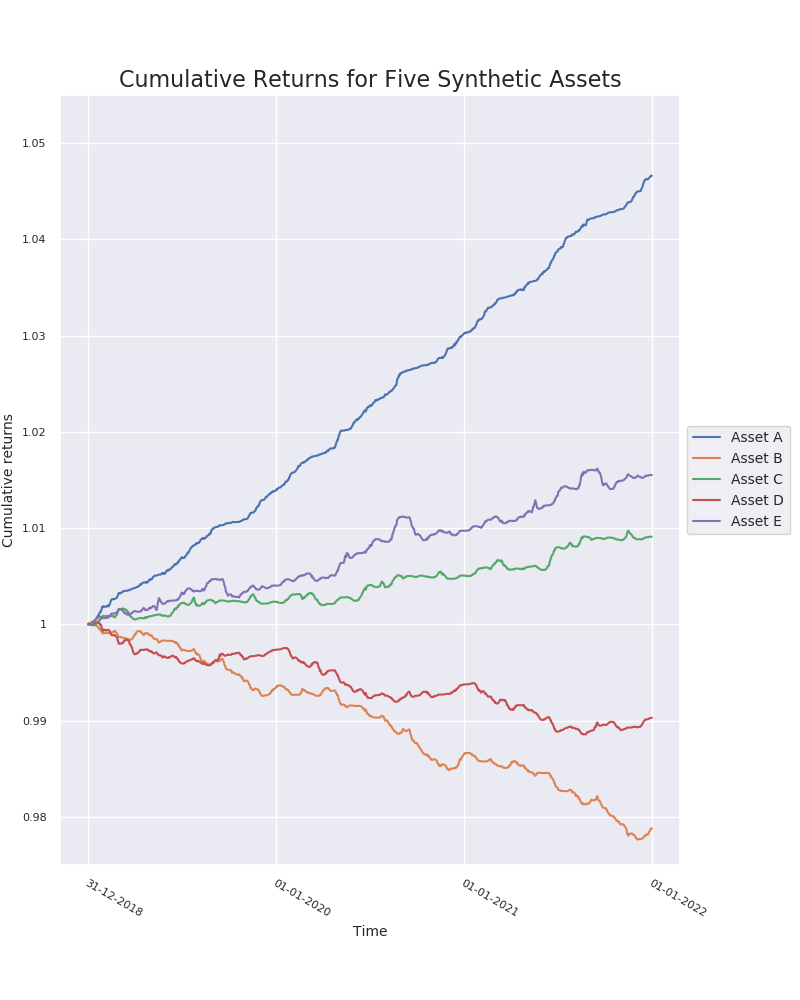 Cumulative Returns for Five Synthetic Assets
Cumulative returns
1.05
1.04
1.03
1.02
1.01
1
0.99
0.98
31-12-2018
01-01-2020
01-01-2021
01-01-2022
Time
Asset A
Asset B
Asset C
Asset D
Asset E